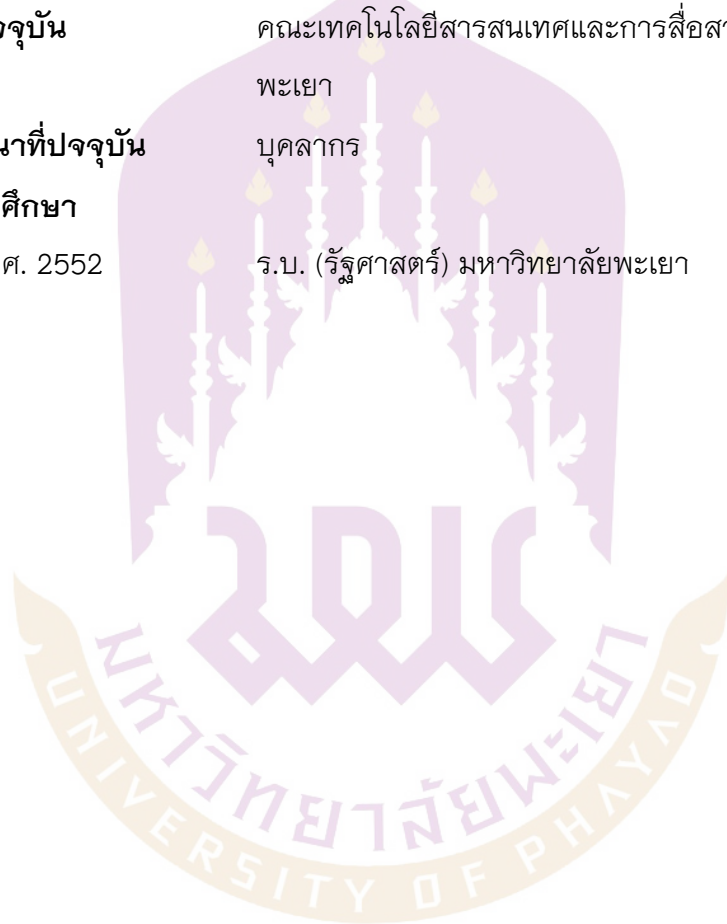 จจุบัน คณะเทคโนโลยีสารสนเทศและการสื่อสา
พะเยา
น้าที่ปัจจุบัน บุคลากร
ศึกษา
ศ. 2552 ร.บ. (รัฐศาสตร์) มหาวิทยาลัยพะเยา
มพ
มหาวิทยาลัยพะเยา
UNIVERSITY OF PHAYAO